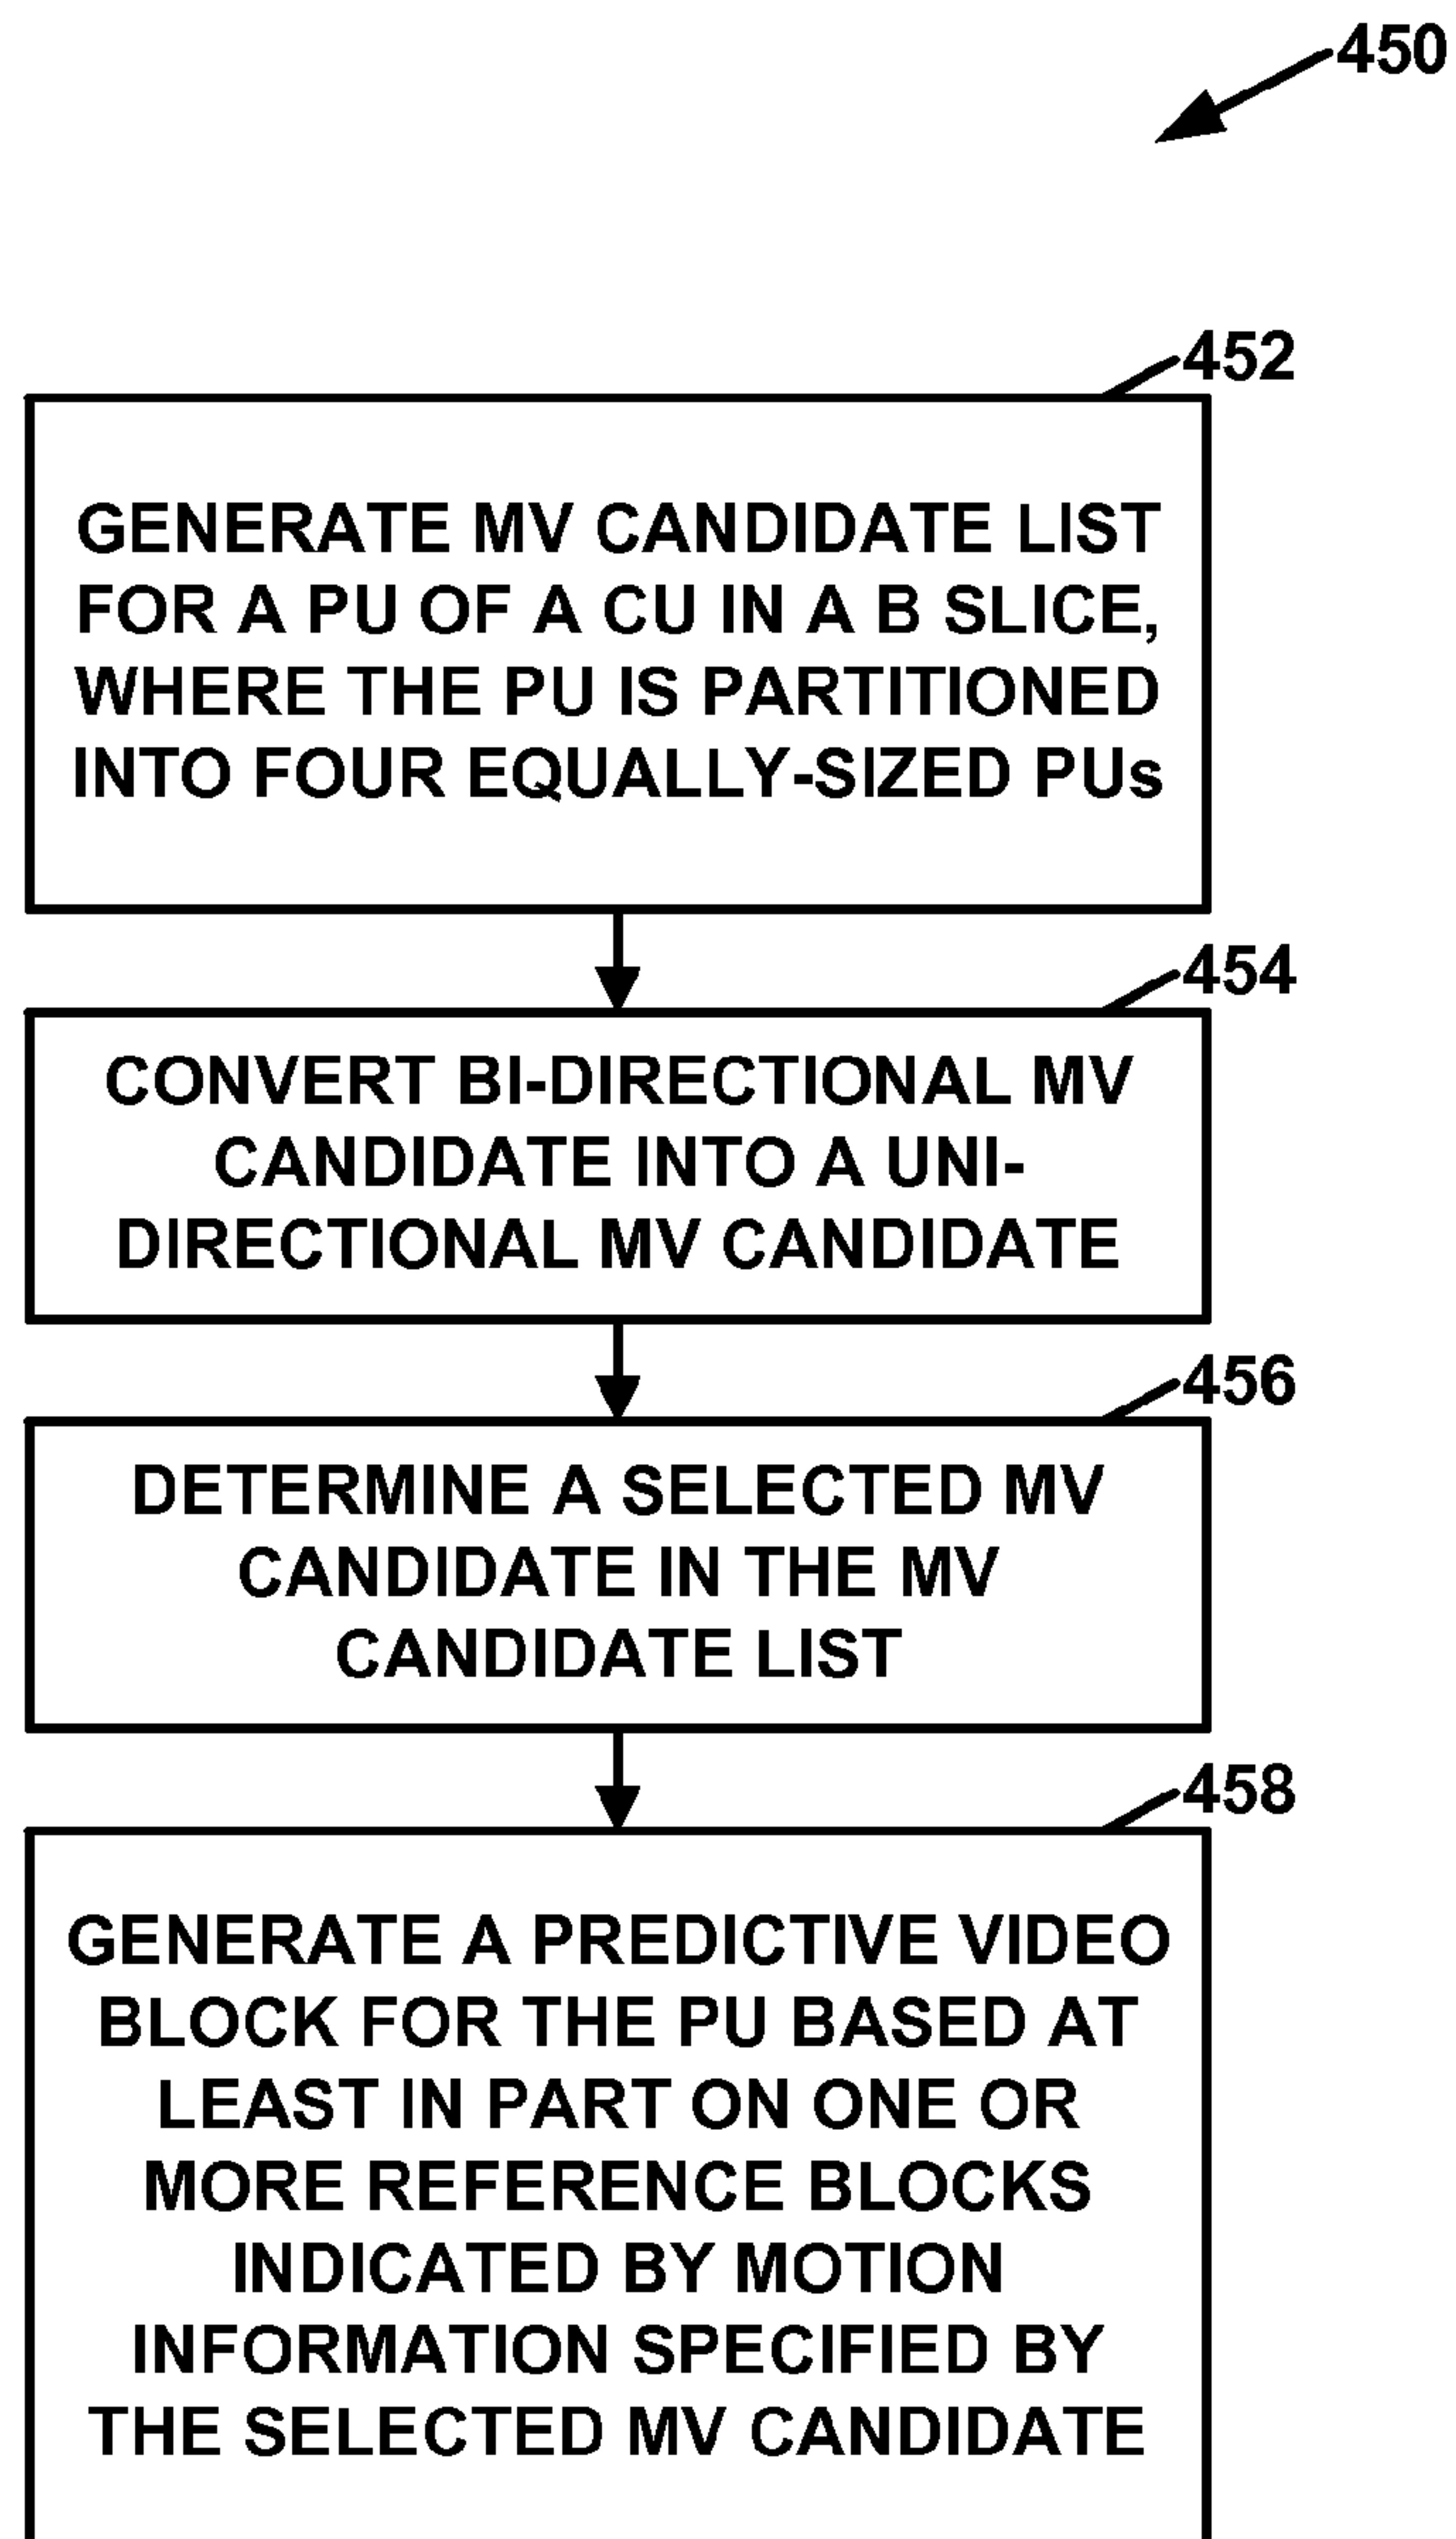 450
452
GENERATE MV CANDIDATE LIST
FOR A PU OF A CU IN A B SLICE,
WHERE THE PU IS PARTITIONED
INTO FOUR EQUALLY-SIZED PUs
454
CONVERT BI-DIRECTIONAL MV
CANDIDATE INTO A UNI-
DIRECTIONAL MV CANDIDATE
456
DETERMINE A SELECTED MV
CANDIDATE IN THE MV
CANDIDATE LIST
458
GENERATE A PREDICTIVE VIDEO
BLOCK FOR THE PU BASED AT
LEAST IN PART ON ONE OR
MORE REFERENCE BLOCKS
INDICATED BY MOTION
INFORMATION SPECIFIED BY
THE SELECTED MV CANDIDATE